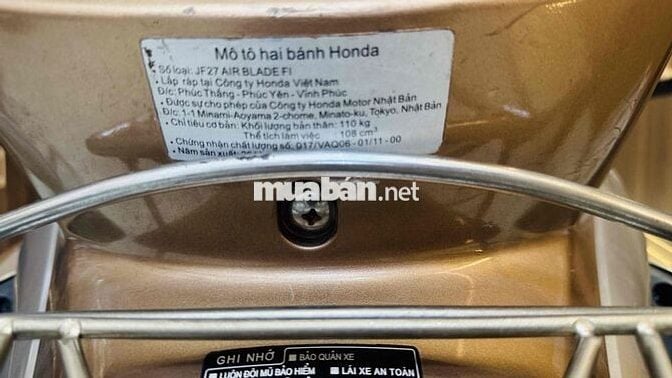 Mô tô hai bánh Honda
• Số loại: JF27 AIR BLADE FI
• Lắp ráp tại Công ty Honda Việt Nam
Đ/c: Phúc Thắng - Phúc Yên - Vĩnh Phúc
• Được sự cho phép của Công ty Honda Motor Nhật Bản
Đ/c: 1-1 Minami-Aoyama 2-chome, Minato-ku, Tokyo, Nhật Bản
• Chỉ tiêu cơ bản: Khối lượng bản thân: 110 kg
Thể tích làm việc: 108 cm³
• Chứng nhận chất lượng số: 017/VAQ06 - 01/11 - 00
• Năm sản xuất:
muaban.net
GHI NHỚ
BẢO QUẢN XE
LUÔN ĐỘI MŨ BẢO HIỂM
LÁI XE AN TOÀN